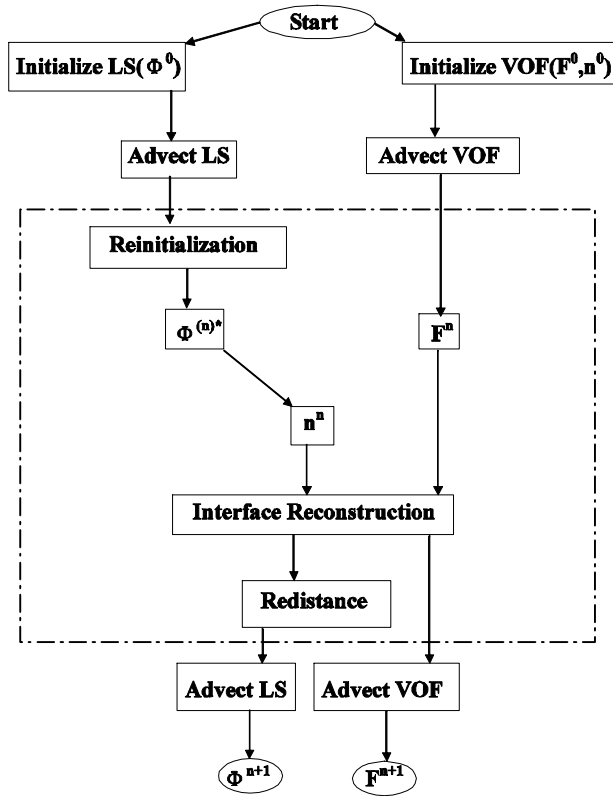 Start
Initialize LS(Φ⁰)
Initialize VOF(F⁰,n⁰)
Advect LS
Advect VOF
Reinitialization
Φ⁽ⁿ⁾*
Fⁿ
nⁿ
Interface Reconstruction
Redistance
Advect LS
Advect VOF
Φⁿ⁺¹
Fⁿ⁺¹